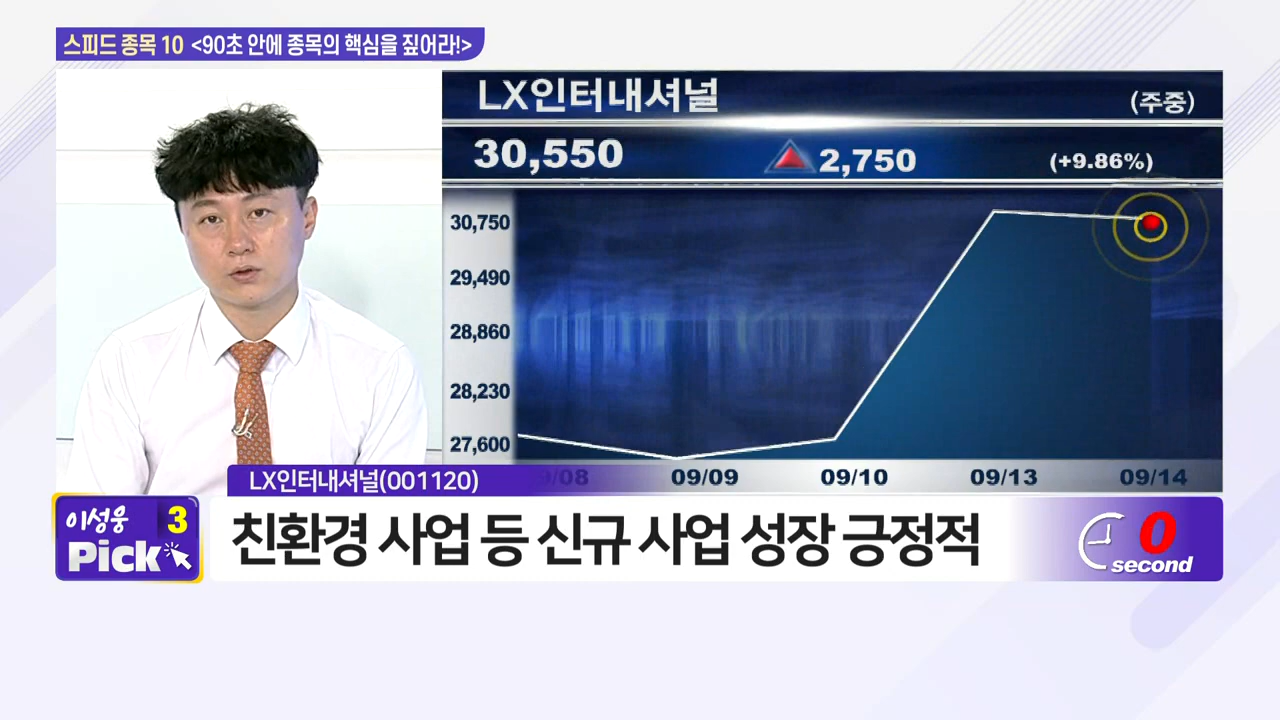 스피드 종목 10 <90초 안에 종목의 핵심을 짚어라!>
LX인터내셔널
(주중)
30,550 2,750 (+9.86%)
30,750
29,490
28,860
28,230
27,600
9/08 09/09 09/10 09/13 09/14
LX인터내셔널(001120)
이성웅 3
Pick
친환경 사업 등 신규 사업 성장 긍정적
0
second